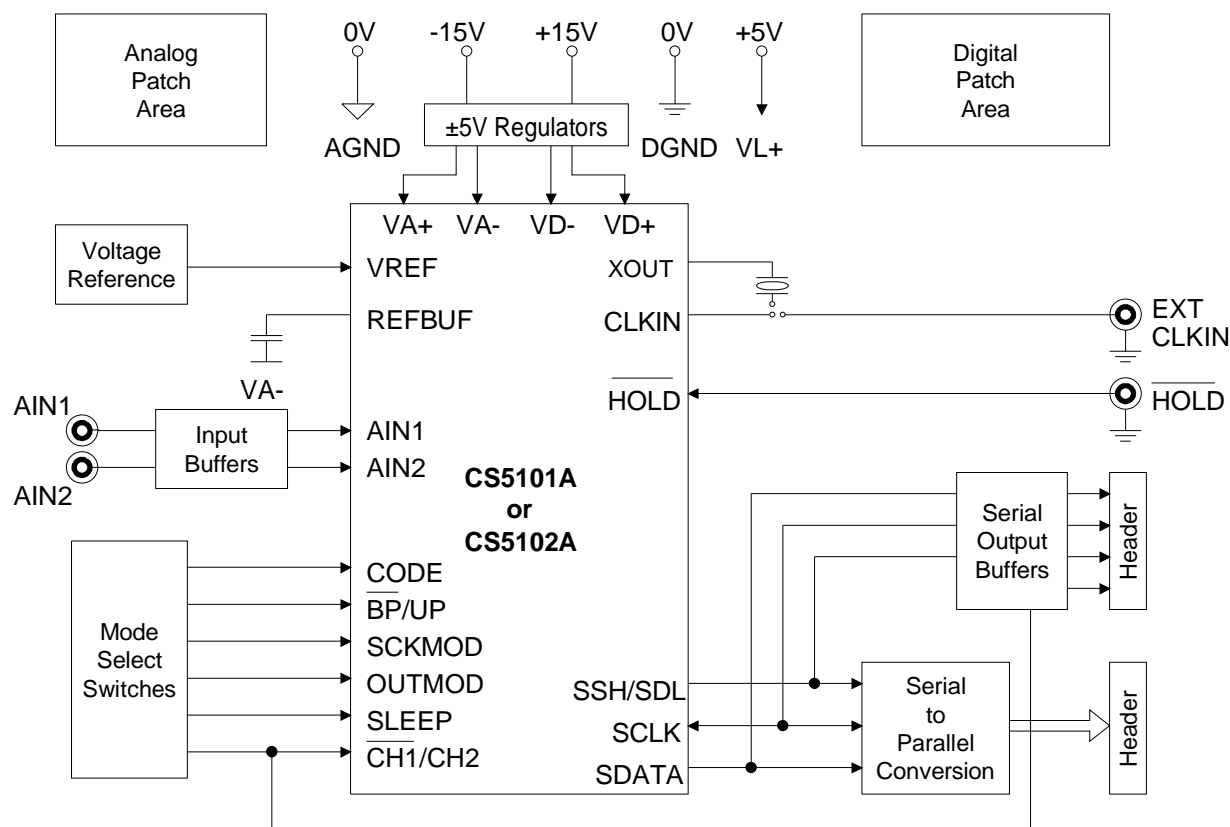 Analog
Patch
Area
0V
-15V
+15V
0V
+5V
Digital
Patch
Area
±5V Regulators
AGND
DGND
VL+
VA+
VA-
VD-
VD+
Voltage
Reference
VREF
XOUT
REFBUF
CLKIN
EXT
CLKIN
VA-
HOLD
HOLD
AIN1
AIN2
Input
Buffers
AIN1
AIN2
CS5101A
or
CS5102A
Serial
Output
Buffers
Header
Mode
Select
Switches
CODE
BP/UP
SCKMOD
OUTMOD
SLEEP
CH1/CH2
SSH/SDL
SCLK
SDATA
Serial
to
Parallel
Conversion
Header